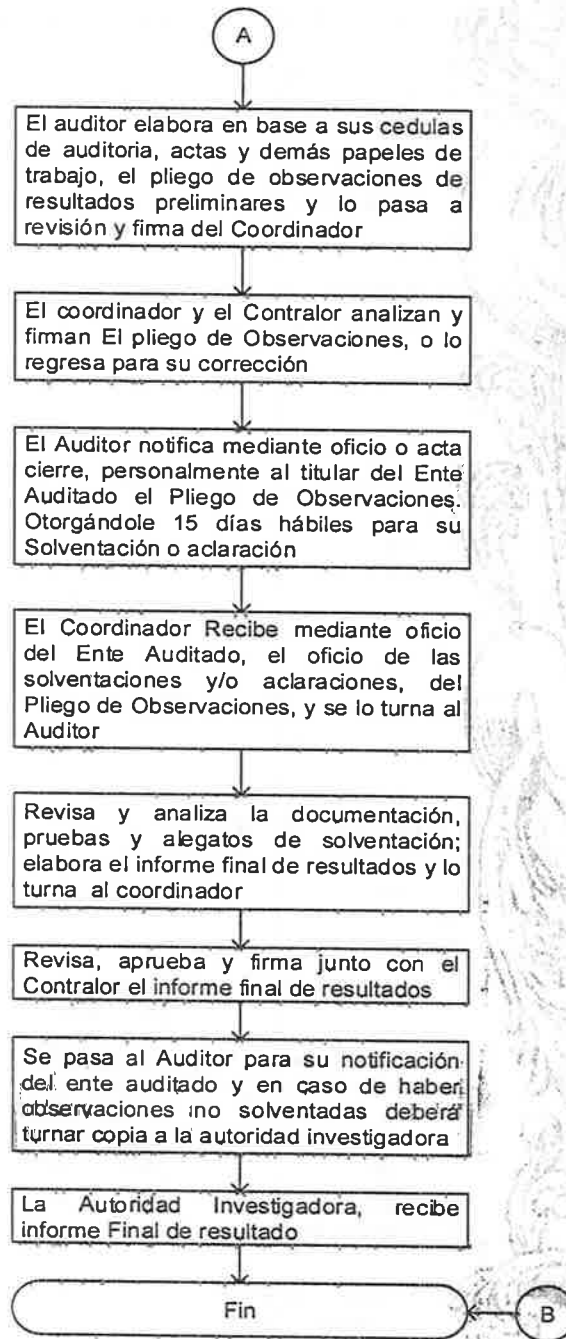 A
El auditor elabora en base a sus cedulas
de auditoria, actas y demás papeles de
trabajo, el pliego de observaciones de
resultados preliminares y lo pasa a
revisión y firma del Coordinador
El coordinador y el Contralor analizan y
firman El pliego de Observaciones, o lo
regresa para su corrección
El Auditor notifica mediante oficio o acta
cierre, personalmente al titular del Ente
Auditado el Pliego de Observaciones.
Otorgándole 15 días hábiles para su
Solventación o aclaración
El Coordinador Recibe mediante oficio
del Ente Auditado, el oficio de las
solventaciones y/o aclaraciones, del
Pliego de Observaciones, y se lo turna al
Auditor
Revisa y analiza la documentación,
pruebas y alegatos de solventación;
elabora el informe final de resultados y lo
turna al coordinador
Revisa, aprueba y firma junto con el
Contralor el informe final de resultados
Se pasa al Auditor para su notificación
del ente auditado y en caso de haber
observaciones no solventadas deberá
turnar copia a la autoridad investigadora
La Autoridad Investigadora, recibe
informe Final de resultado
Fin
B